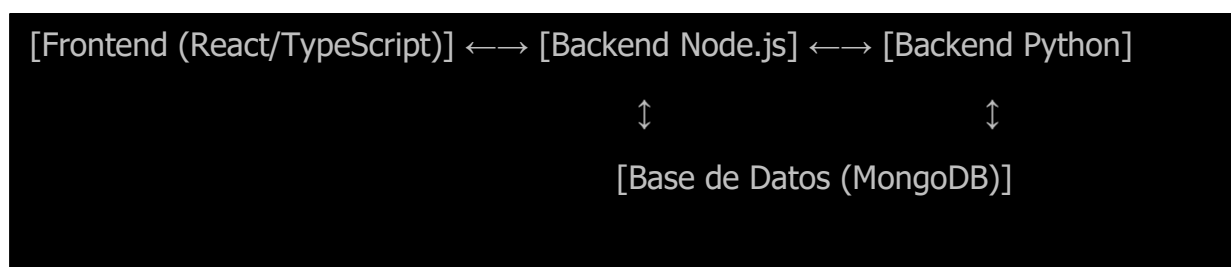 [Frontend (React/TypeScript)] ←→ [Backend Node.js] ←→ [Backend Python]
↕ ↕
[Base de Datos (MongoDB)]